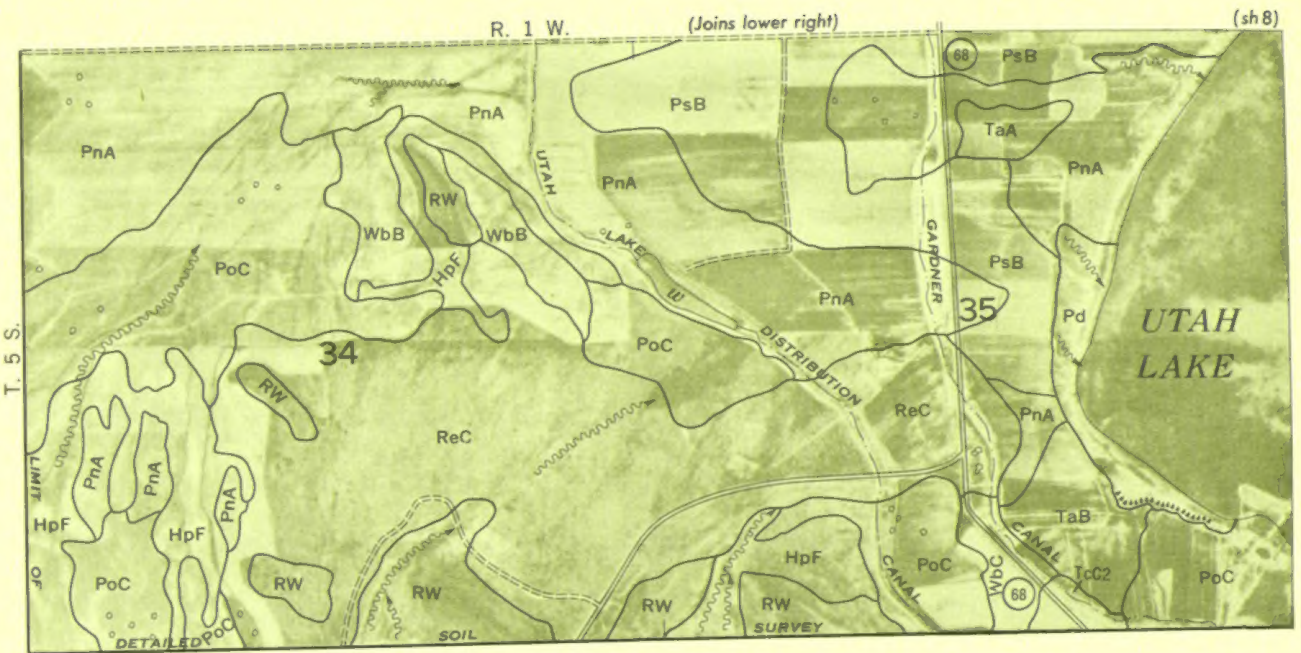 R. 1 W. (Joins lower right) (sh 8)
68 PsB
PnA PsB
PnA TaA
PnA UTAH PnA PnA
RW
WbB WbB LAKE GARDNER
PoC HpF PsB
PnA 35 Pd UTAH
T. 5 S. 34 PoC DISTRIBUTION LAKE
RW ReC PnA
PnA PnA ReC
LIMIT
HpF HpF PnA TaB
OF PoC RW HpF PoC WbC CANAL TcC2 PoC
RW RW RW CANAL 68
DETAILED PoC SOIL SURVEY